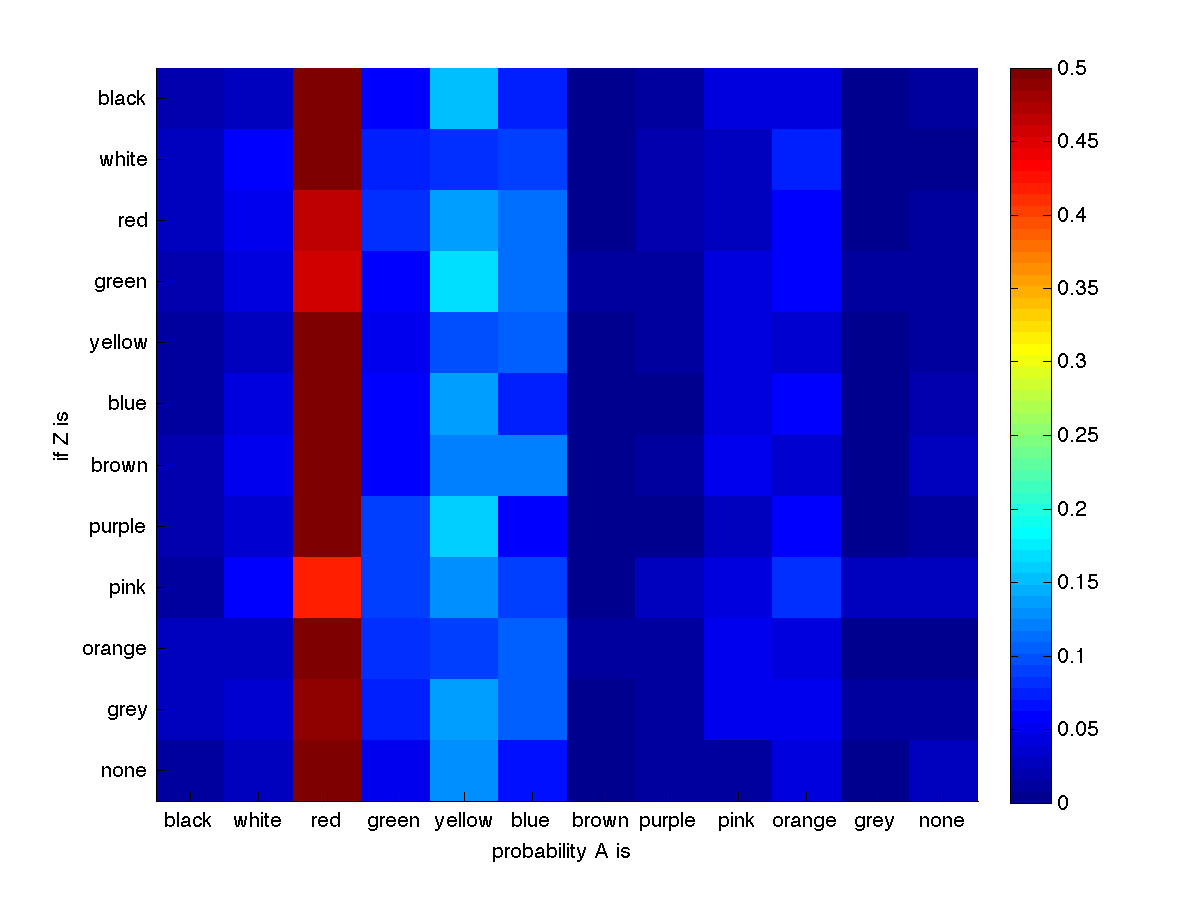 black
white
red
green
yellow
blue
brown
purple
pink
orange
grey
none
if Z is
black white red green yellow blue brown purple pink orange grey none
probability A is
0.5
0.45
0.4
0.35
0.3
0.25
0.2
0.15
0.1
0.05
0